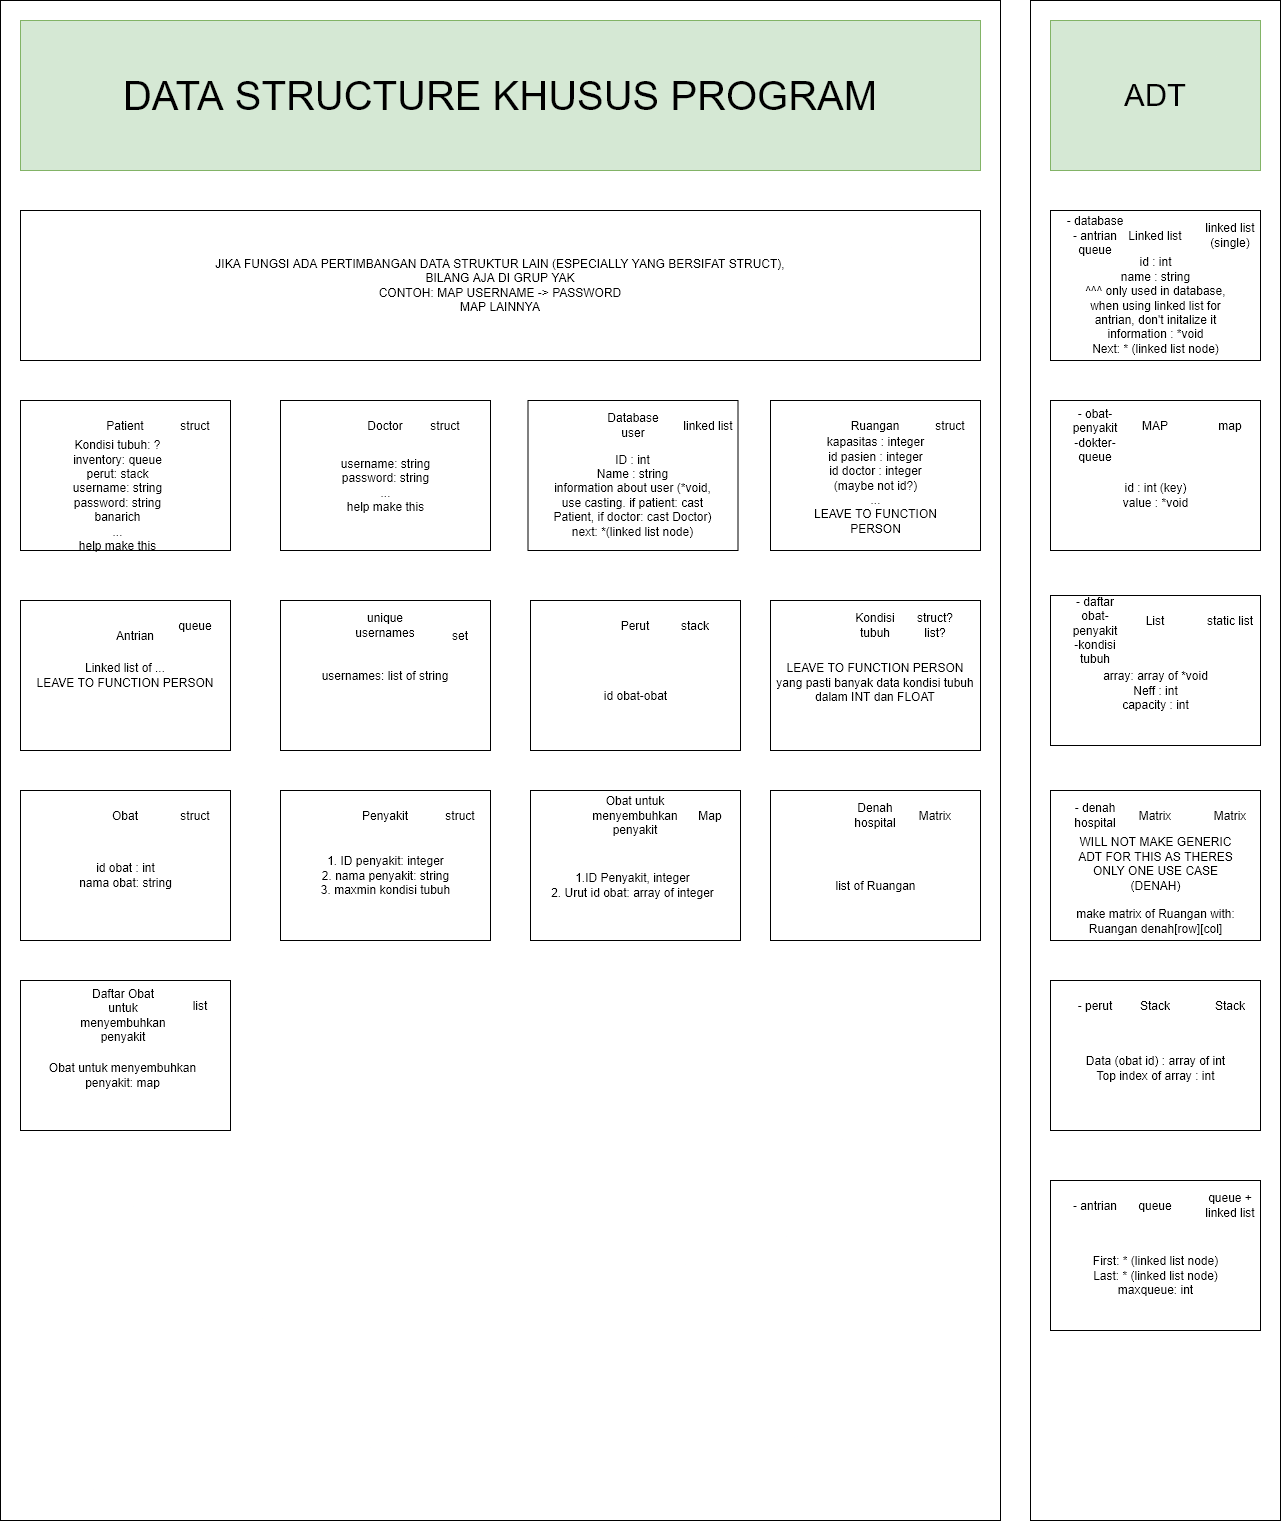 DATA STRUCTURE KHUSUS PROGRAM
JIKA FUNGSI ADA PERTIMBANGAN DATA STRUKTUR LAIN (ESPECIALLY YANG BERSIFAT STRUCT),
BILANG AJA DI GRUP YAK
CONTOH: MAP USERNAME -> PASSWORD
MAP LAINNYA
Patient
struct
Kondisi tubuh: ?
inventory: queue
perut: stack
username: string
password: string
banarich
...
help make this
Doctor
struct
username: string
password: string
...
help make this
Database
user
linked list
ID : int
Name : string
information about user (*void,
use casting. if patient: cast
Patient, if doctor: cast Doctor)
next: *(linked list node)
Ruangan
struct
kapasitas : integer
id pasien : integer
id doctor : integer
(maybe not id?)
...
LEAVE TO FUNCTION
PERSON
Antrian
queue
Linked list of ...
LEAVE TO FUNCTION PERSON
unique
usernames
set
usernames: list of string
Perut
stack
id obat-obat
Kondisi
tubuh
struct?
list?
LEAVE TO FUNCTION PERSON
yang pasti banyak data kondisi tubuh
dalam INT dan FLOAT
Obat
struct
id obat : int
nama obat: string
Penyakit
struct
1. ID penyakit: integer
2. nama penyakit: string
3. maxmin kondisi tubuh
Obat untuk
menyembuhkan
penyakit
Map
1.ID Penyakit, integer
2. Urut id obat: array of integer
Denah
hospital
Matrix
list of Ruangan
Daftar Obat
untuk
menyembuhkan
penyakit
list
Obat untuk menyembuhkan
penyakit: map
ADT
- database
- antrian
queue
Linked list
linked list
(single)
id : int
name : string
^^^ only used in database,
when using linked list for
antrian, don't initalize it
information : *void
Next: * (linked list node)
- obat-
penyakit
-dokter-
queue
MAP
map
id : int (key)
value : *void
- daftar
obat-
penyakit
-kondisi
tubuh
List
static list
array: array of *void
Neff : int
capacity : int
- denah
hospital
Matrix
Matrix
WILL NOT MAKE GENERIC
ADT FOR THIS AS THERES
ONLY ONE USE CASE
(DENAH)
make matrix of Ruangan with:
Ruangan denah[row][col]
- perut
Stack
Stack
Data (obat id) : array of int
Top index of array : int
- antrian
queue
queue +
linked list
First: * (linked list node)
Last: * (linked list node)
maxqueue: int